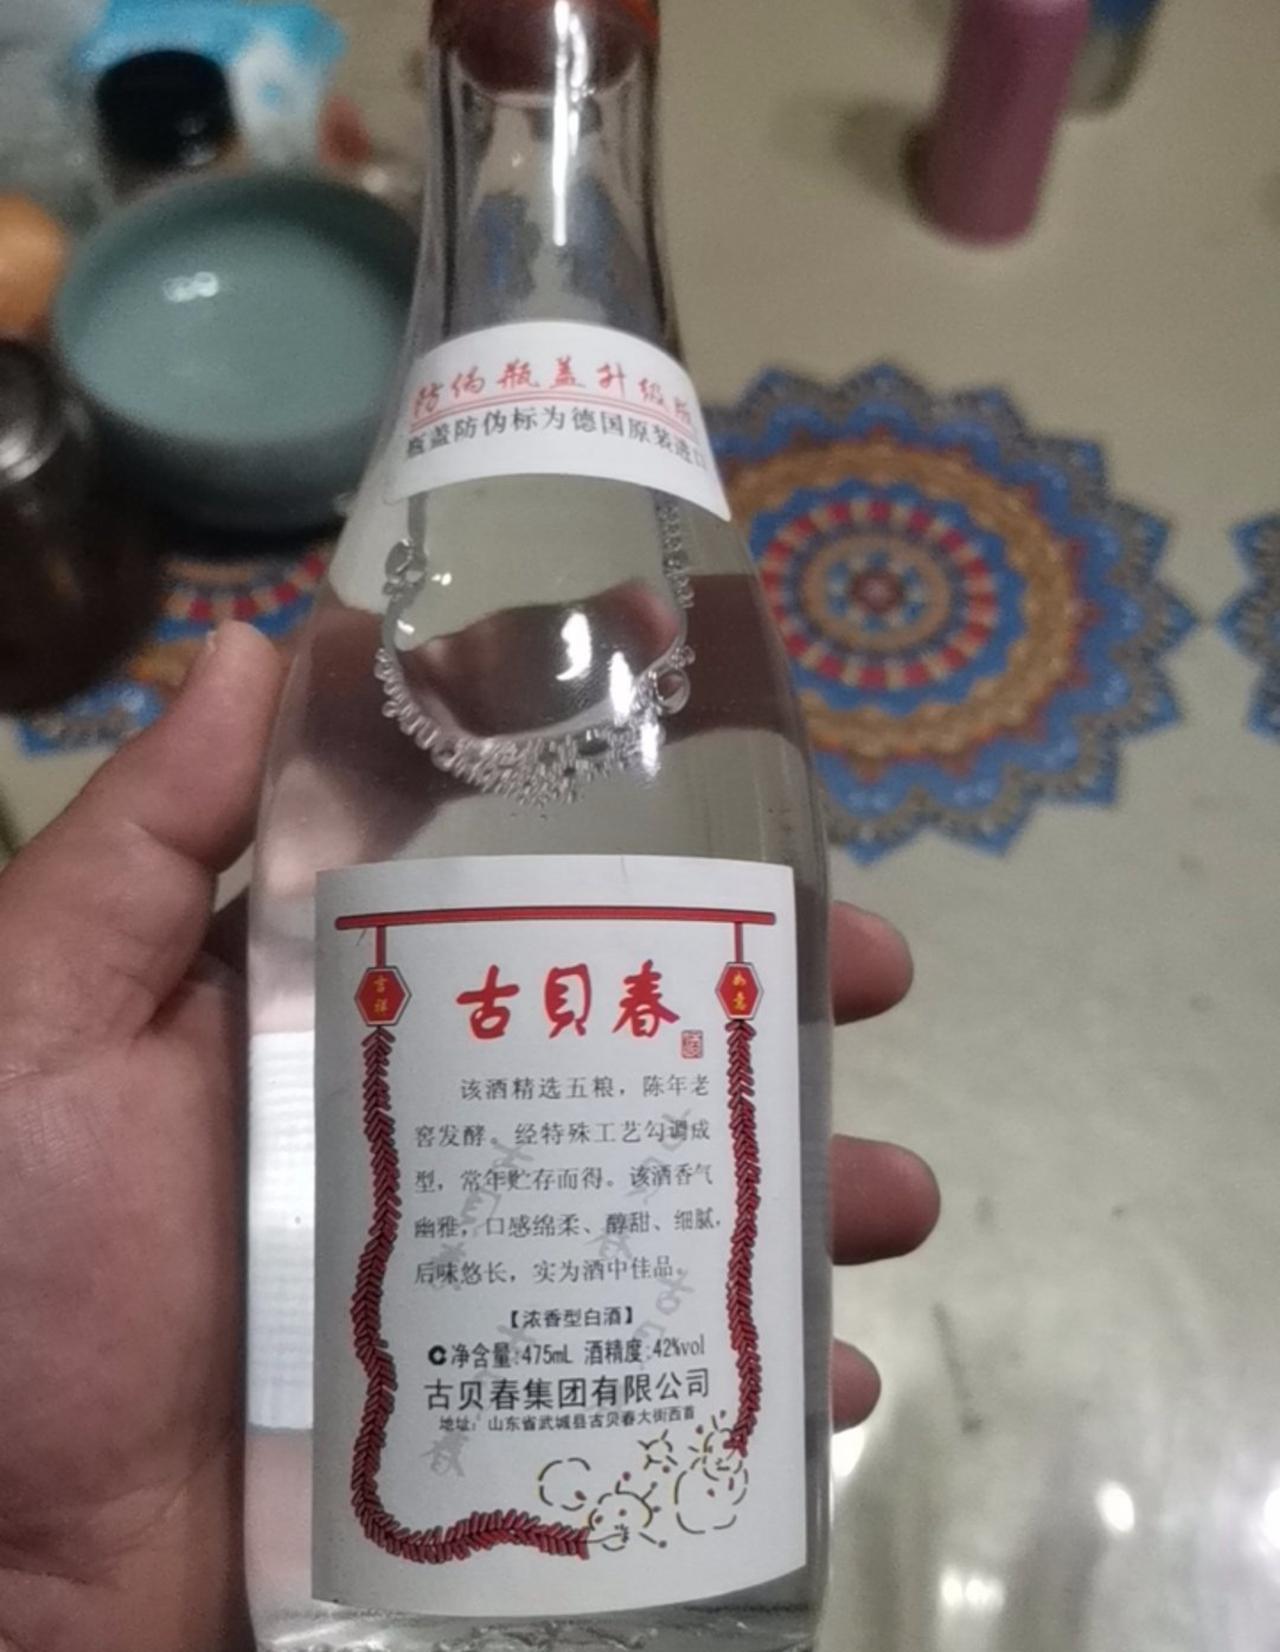 防伪瓶盖升级版
瓶盖防伪标为德国原装进口
吉祥
如意
古贝春
该酒精选五粮，陈年老
窖发酵。经特殊工艺勾调成
型，常年贮存而得。该酒香气
幽雅，口感绵柔、醇甜、细腻，
后味悠长，实为酒中佳品。
【浓香型白酒】
C净含量:475mL 酒精度:42%vol
古贝春集团有限公司
地址：山东省武城县古贝春大街西首